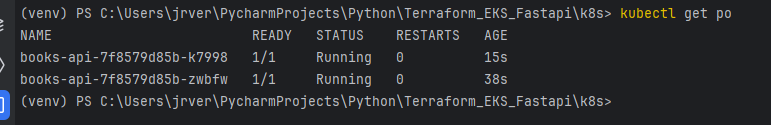 (venv) PS C:\Users\jrver\PycharmProjects\Python\Terraform_EKS_Fastapi\k8s> kubectl get po
NAME                         READY   STATUS    RESTARTS   AGE
books-api-7f8579d85b-k7998   1/1     Running   0          15s
books-api-7f8579d85b-zwbfw   1/1     Running   0          38s
(venv) PS C:\Users\jrver\PycharmProjects\Python\Terraform_EKS_Fastapi\k8s>